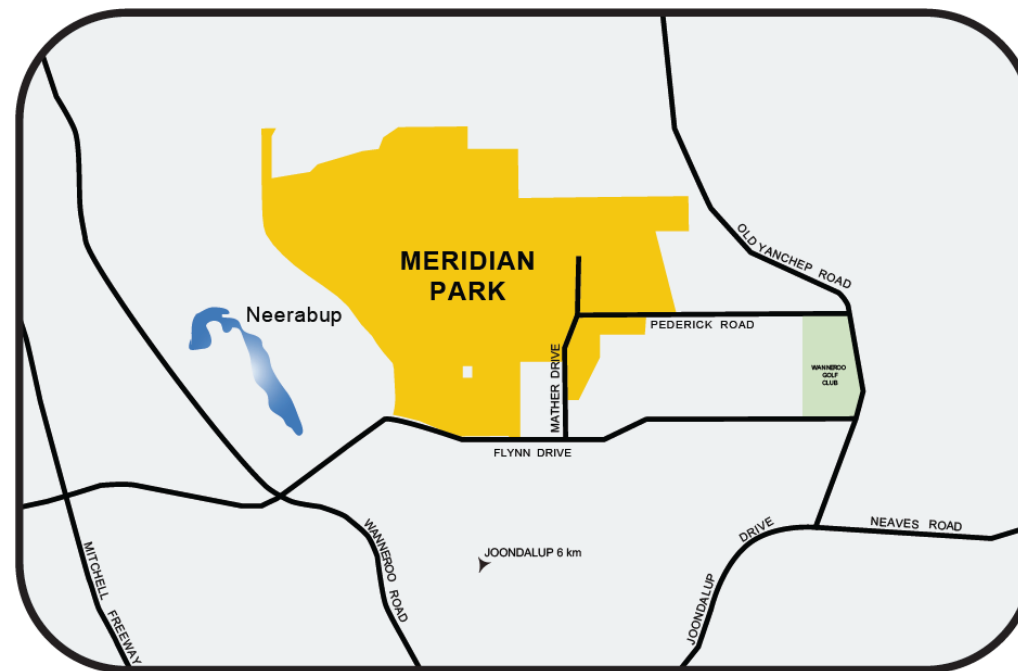 OLD YANCHEP ROAD
MERIDIAN
PARK
Neerabup
PEDERICK ROAD
MATHER DRIVE
WANNEROO
GOLF
CLUB
FLYNN DRIVE
WANNEROO ROAD
MITCHELL FREEWAY
JOONDALUP 6 km
JOONDALUP DRIVE
NEAVES ROAD